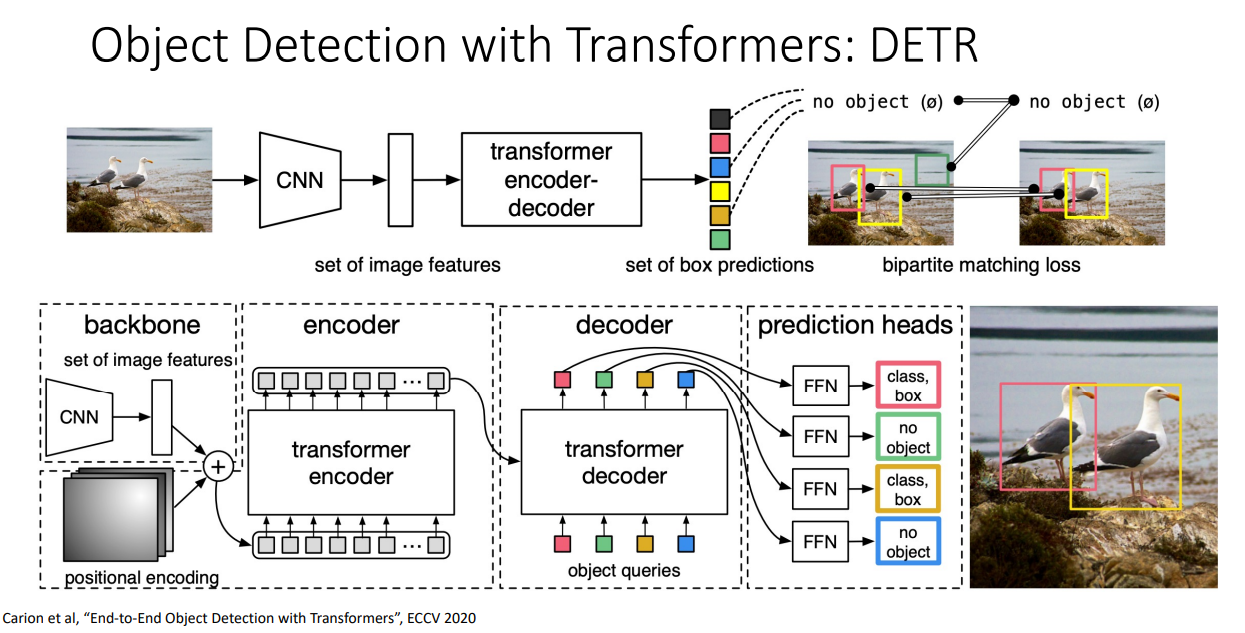 Object Detection with Transformers: DETR
no object (ø)
no object (ø)
CNN
transformer
encoder-
decoder
set of image features
set of box predictions
bipartite matching loss
backbone
set of image features
CNN
+
positional encoding
encoder
...
transformer
encoder
...
decoder
transformer
decoder
object queries
prediction heads
FFN
class,
box
FFN
no
object
FFN
class,
box
FFN
no
object
Carion et al, “End-to-End Object Detection with Transformers”, ECCV 2020